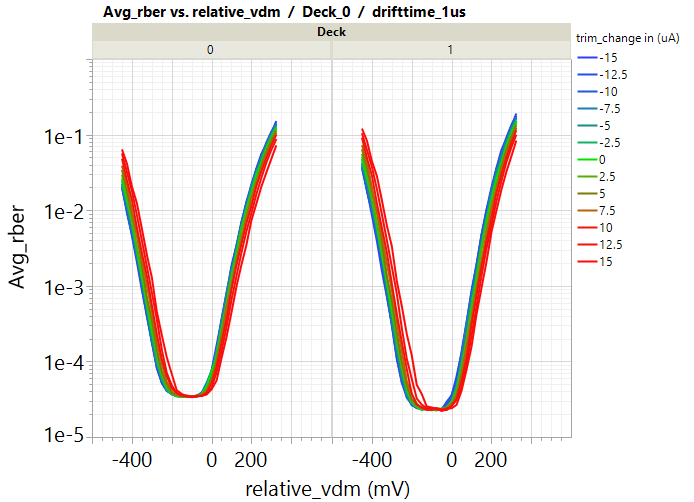 Avg_rber vs. relative_vdm / Deck_0 / drifttime_1us
Deck
0 1
trim_change in (uA)
-15
-12.5
-10
-7.5
-5
-2.5
0
2.5
5
7.5
10
12.5
15
Avg_rber
1e-1
1e-2
1e-3
1e-4
1e-5
-400 0 200 -400 0 200
relative_vdm (mV)